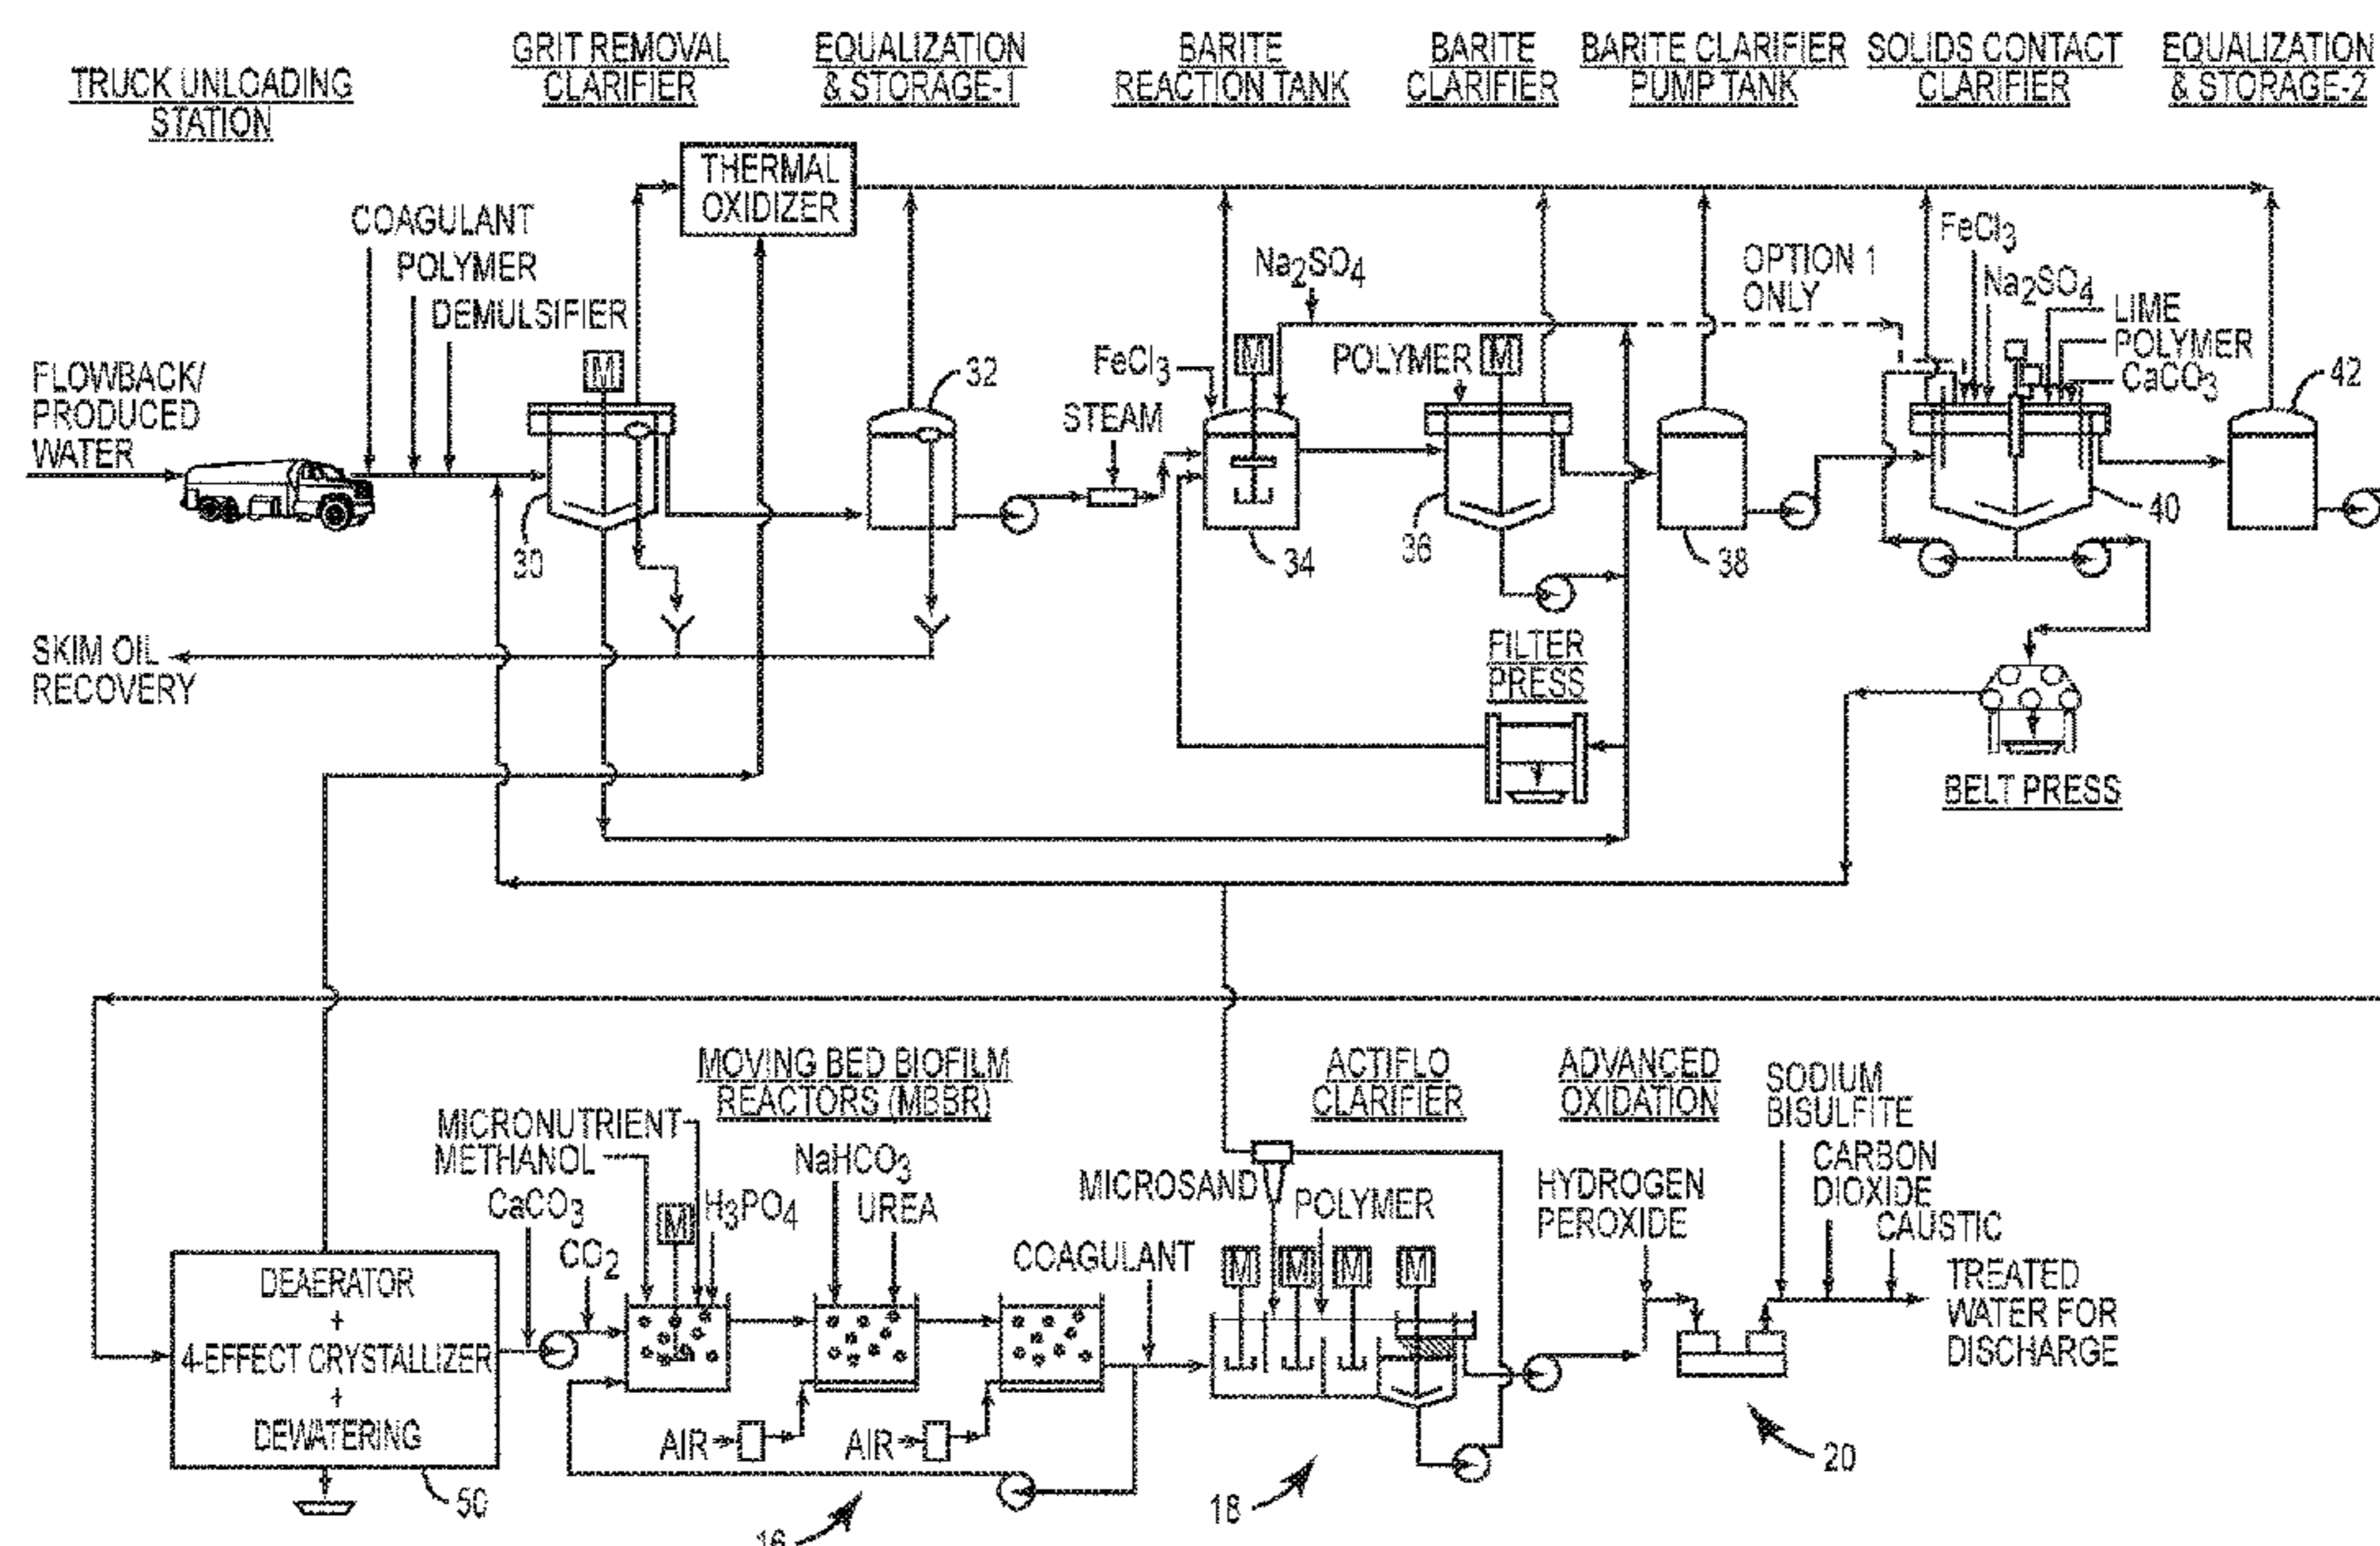 TRUCK UNLOADING
STATION
GRIT REMOVAL
CLARIFIER
EQUALIZATION
& STORAGE-1
BARITE
REACTION TANK
BARITE
CLARIFIER
BARITE CLARIFIER
PUMP TANK
SOLIDS CONTACT
CLARIFIER
EQUALIZATION
& STORAGE-2
THERMAL
OXIDIZER
COAGULANT
POLYMER
DEMULSIFIER
FLOWBACK/
PRODUCED
WATER
M
30
32
STEAM
FeCl3
Na2SO4
M
34
POLYMER
M
36
38
OPTION 1
ONLY
FeCl3
Na2SO4
LIME
POLYMER
CaCO3
40
42
SKIM OIL
RECOVERY
FILTER
PRESS
BELT PRESS
MOVING BED BIOFILM
REACTORS (MBBR)
ACTIFLO
CLARIFIER
ADVANCED
OXIDATION
SODIUM
BISULFITE
CARBON
DIOXIDE
CAUSTIC
MICRONUTRIENT
METHANOL
CaCO3
CO2
M
H3PO4
NaHCO3
UREA
COAGULANT
MICROSAND
POLYMER
M
M
M
M
HYDROGEN
PEROXIDE
TREATED
WATER FOR
DISCHARGE
DEAERATOR
+
4-EFFECT CRYSTALLIZER
+
DEWATERING
50
AIR
AIR
16
18
20